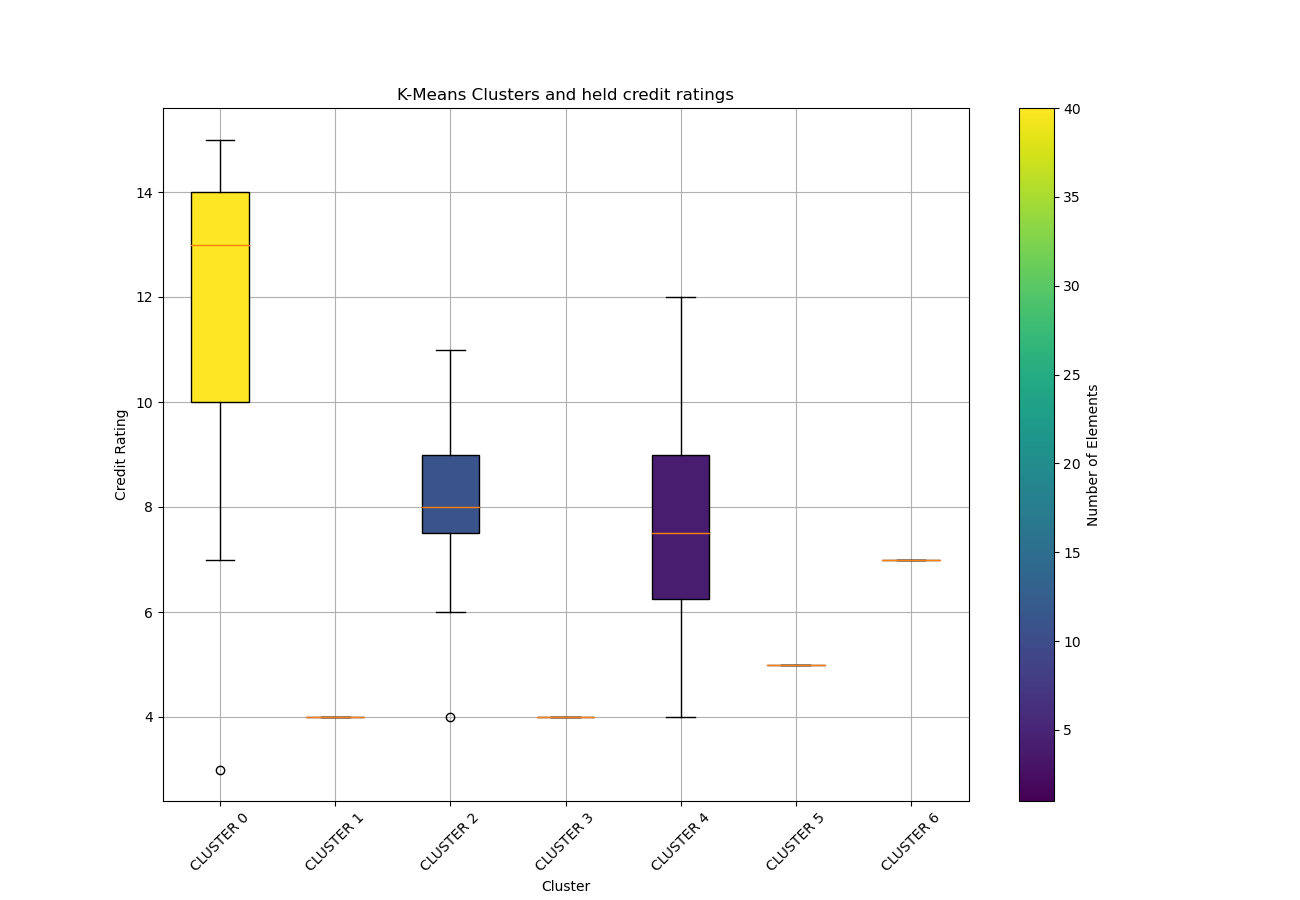 K-Means Clusters and held credit ratings
14
12
10
8
6
4
Credit Rating
CLUSTER 0
CLUSTER 1
CLUSTER 2
CLUSTER 3
CLUSTER 4
CLUSTER 5
CLUSTER 6
Cluster
40
35
30
25
20
15
10
5
Number of Elements